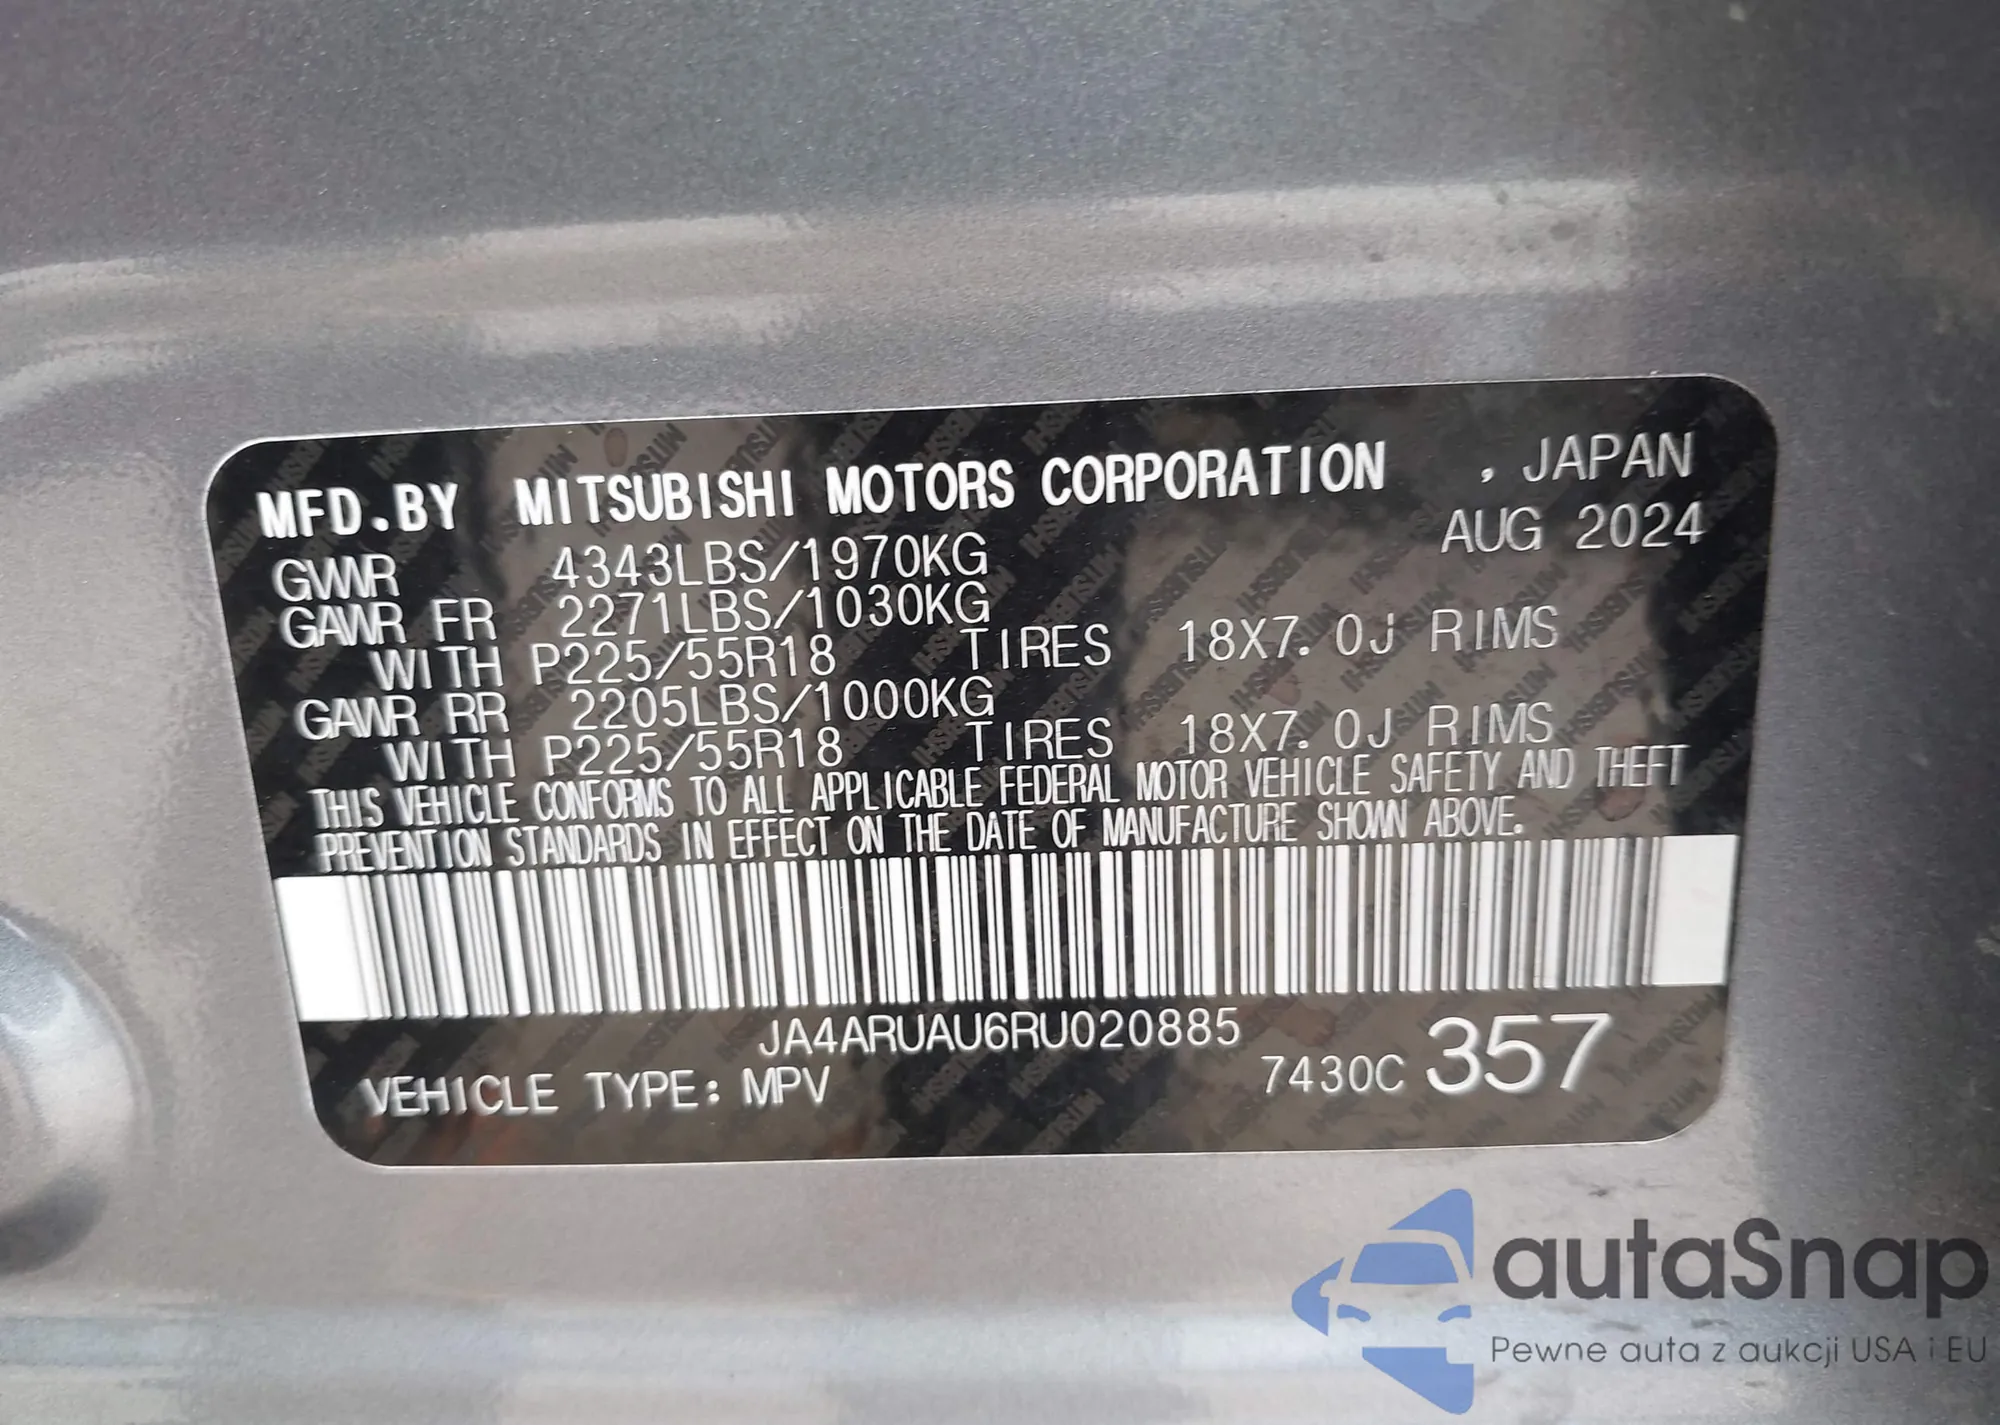 MFD.BY MITSUBISHI MOTORS CORPORATION , JAPAN
AUG 2024
GVWR 4343LBS/1970KG
GAWR FR 2271LBS/1030KG
WITH P225/55R18 TIRES 18X7.0J RIMS
GAWR RR 2205LBS/1000KG
WITH P225/55R18 TIRES 18X7.0J RIMS
THIS VEHICLE CONFORMS TO ALL APPLICABLE FEDERAL MOTOR VEHICLE SAFETY AND THEFT
PREVENTION STANDARDS IN EFFECT ON THE DATE OF MANUFACTURE SHOWN ABOVE.
JA4ARUAU6RU020885
VEHICLE TYPE: MPV 7430C 357
autaSnap
Pewne auta z aukcji USA i EU